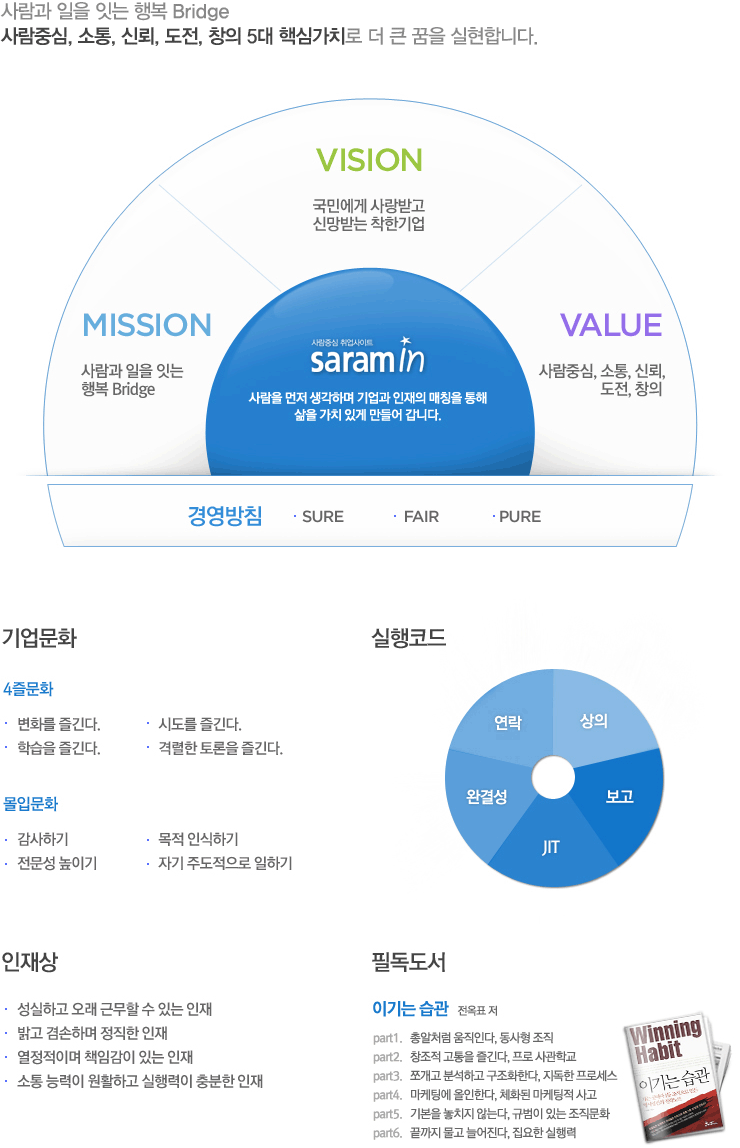 사람과 일을 잇는 행복 Bridge
사람중심, 소통, 신뢰, 도전, 창의 5대 핵심가치로 더 큰 꿈을 실현합니다.
VISION
국민에게 사랑받고
신망받는 착한기업
MISSION
사람과 일을 잇는
행복 Bridge
사람중심 취업사이트
saramin
사람을 먼저 생각하며 기업과 인재의 매칭을 통해
삶을 가치 있게 만들어 갑니다.
VALUE
사람중심, 소통, 신뢰,
도전, 창의
경영방침 · SURE · FAIR · PURE
기업문화
4즐문화
· 변화를 즐긴다. · 시도를 즐긴다.
· 학습을 즐긴다. · 격렬한 토론을 즐긴다.
몰입문화
· 감사하기 · 목적 인식하기
· 전문성 높이기 · 자기 주도적으로 일하기
실행코드
연락
상의
완결성
보고
JIT
인재상
· 성실하고 오래 근무할 수 있는 인재
· 밝고 겸손하며 정직한 인재
· 열정적이며 책임감이 있는 인재
· 소통 능력이 원활하고 실행력이 충분한 인재
필독도서
이기는 습관 전옥표 저
part1. 총알처럼 움직인다, 동사형 조직
part2. 창조적 고통을 즐긴다, 프로 사관학교
part3. 쪼개고 분석하고 구조화한다, 지독한 프로세스
part4. 마케팅에 올인한다, 체화된 마케팅적 사고
part5. 기본을 놓치지 않는다, 규범이 있는 조직문화
part6. 끝까지 물고 늘어진다, 집요한 실행력
Winning
Habit
이기는 습관